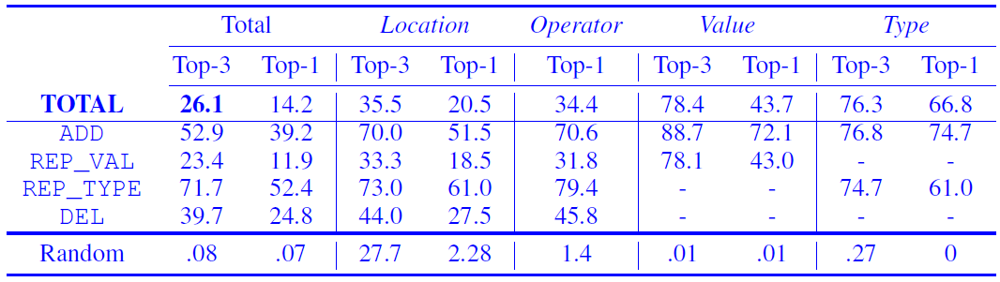 Total Location Operator Value Type
Top-3 Top-1 Top-3 Top-1 Top-1 Top-3 Top-1 Top-3 Top-1
TOTAL 26.1 14.2 35.5 20.5 34.4 78.4 43.7 76.3 66.8
ADD 52.9 39.2 70.0 51.5 70.6 88.7 72.1 76.8 74.7
REP_VAL 23.4 11.9 33.3 18.5 31.8 78.1 43.0 - -
REP_TYPE 71.7 52.4 73.0 61.0 79.4 - - 74.7 61.0
DEL 39.7 24.8 44.0 27.5 45.8 - - - -
Random .08 .07 27.7 2.28 1.4 .01 .01 .27 0